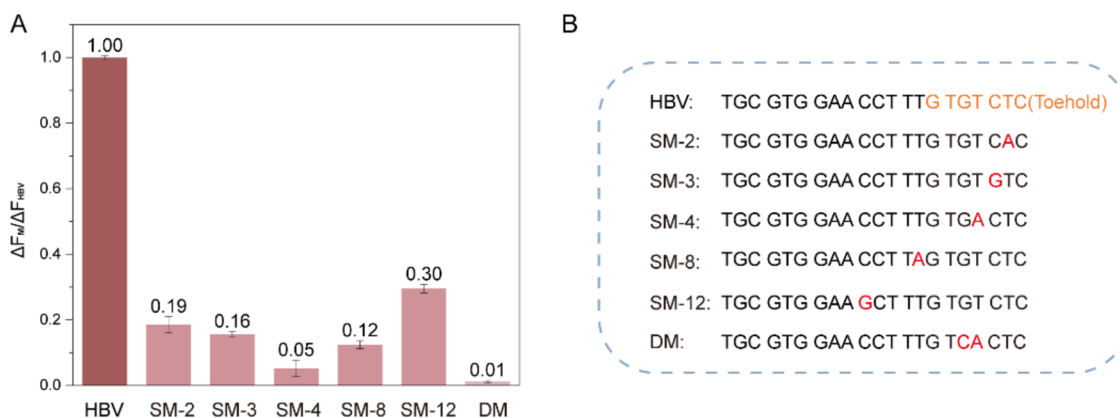 A
1.00
1.0
0.8
0.6
0.4
0.2
0.0
ΔF_M/ΔF_HBV
0.19
0.16
0.05
0.12
0.30
0.01
HBV SM-2 SM-3 SM-4 SM-8 SM-12 DM
B
HBV: TGC GTG GAA CCT TTG TGT CTC(Toehold)
SM-2: TGC GTG GAA CCT TTG TGT CAC
SM-3: TGC GTG GAA CCT TTG TGT GTC
SM-4: TGC GTG GAA CCT TTG TGA CTC
SM-8: TGC GTG GAA CCT TAG TGT CTC
SM-12: TGC GTG GAA GCT TTG TGT CTC
DM: TGC GTG GAA CCT TTG TCA CTC